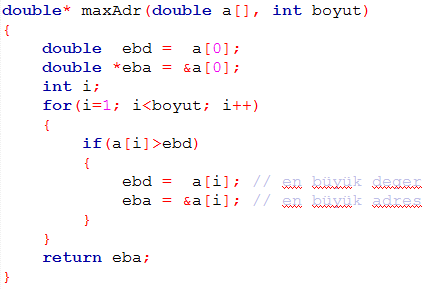 double* maxAdr(double a[], int boyut)
{
    double  ebd =  a[0];
    double *eba = &a[0];
    int i;
    for(i=1; i<boyut; i++)
    {
        if(a[i]>ebd)
        {
            ebd =  a[i]; // en büyük deger
            eba = &a[i]; // en büyük adres
        }
    }
    return eba;
}